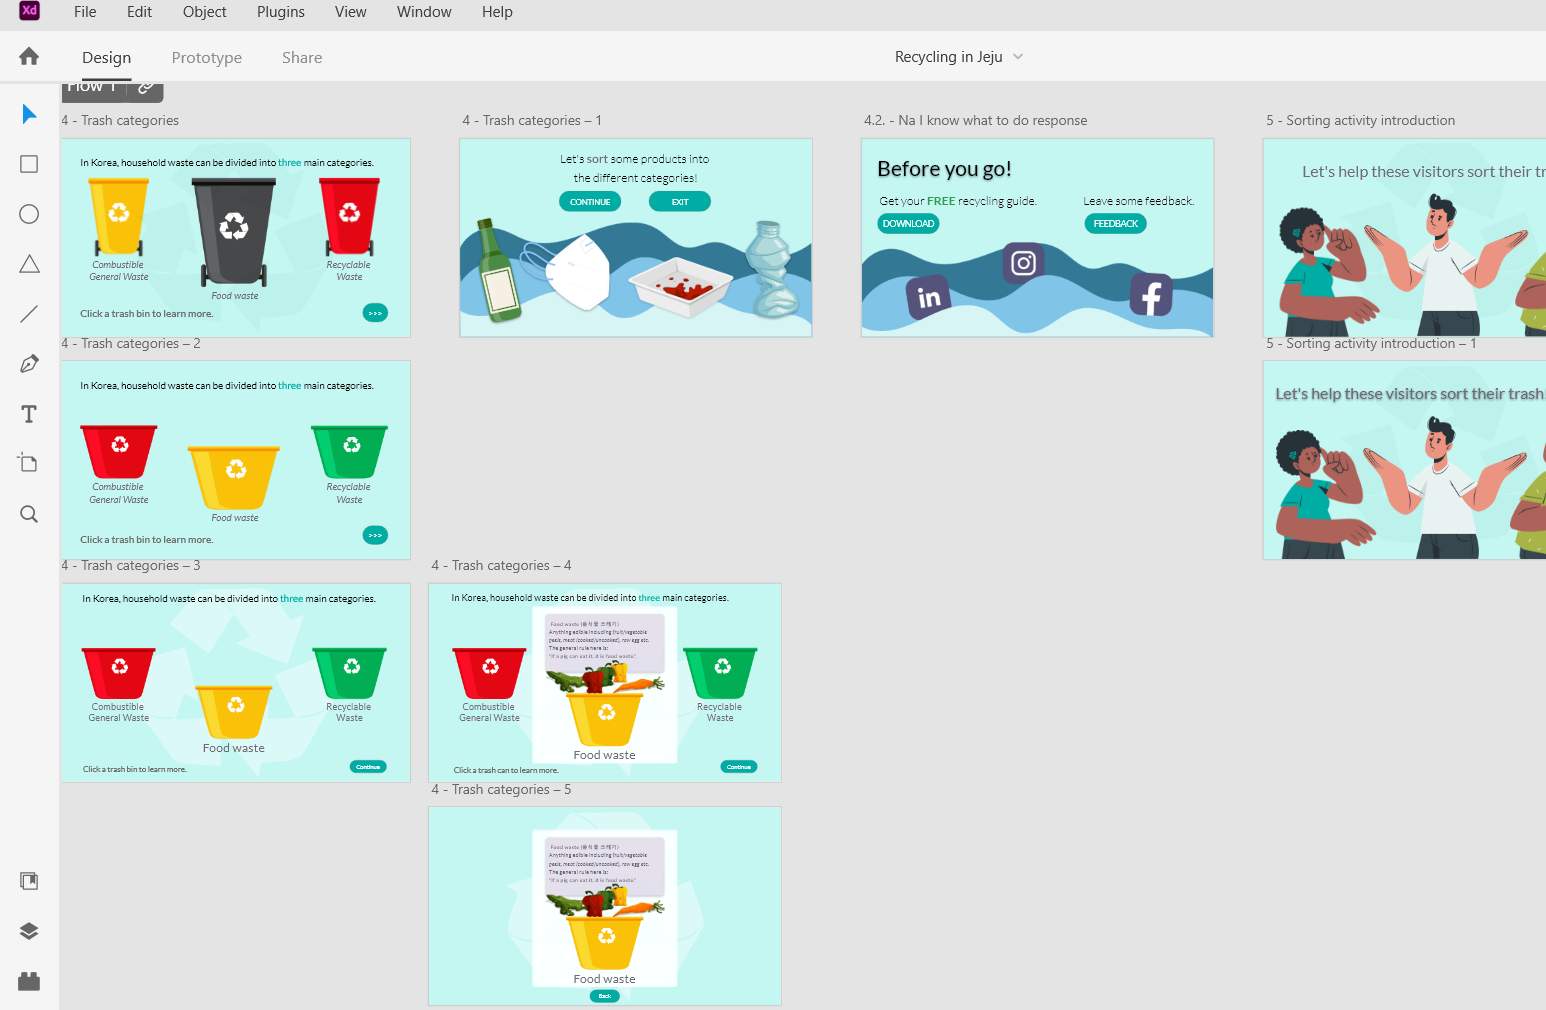 Xd
File Edit Object Plugins View Window Help
Design Prototype Share
Recycling in Jeju
Flow 1
4 - Trash categories
In Korea, household waste can be divided into three main categories.
Combustible
General Waste
Food waste
Recyclable
Waste
Click a trash bin to learn more.
>>>
4 - Trash categories – 1
Let's sort some products into
the different categories!
CONTINUE
EXIT
4.2. - Na I know what to do response
Before you go!
Get your FREE recycling guide.
DOWNLOAD
Leave some feedback.
FEEDBACK
in
f
5 - Sorting activity introduction
Let's help these visitors sort their tr
4 - Trash categories – 2
In Korea, household waste can be divided into three main categories.
Combustible
General Waste
Food waste
Recyclable
Waste
Click a trash bin to learn more.
>>>
5 - Sorting activity introduction – 1
Let's help these visitors sort their trash
4 - Trash categories – 3
In Korea, household waste can be divided into three main categories.
Combustible
General Waste
Food waste
Recyclable
Waste
Click a trash bin to learn more.
Continue
4 - Trash categories – 4
In Korea, household waste can be divided into three main categories.
Food waste (음식물 쓰레기)
Anything edible including fruit/vegetable
peels, meat (cooked/uncooked), raw egg etc.
The general rule here is:
"If a pig can eat it, it is food waste"
Combustible
General Waste
Food waste
Recyclable
Waste
Click a trash can to learn more.
Continue
4 - Trash categories – 5
Food waste (음식물 쓰레기)
Anything edible including fruit/vegetable
peels, meat (cooked/uncooked), raw egg etc.
The general rule here is:
"If a pig can eat it, it is food waste"
Food waste
Back